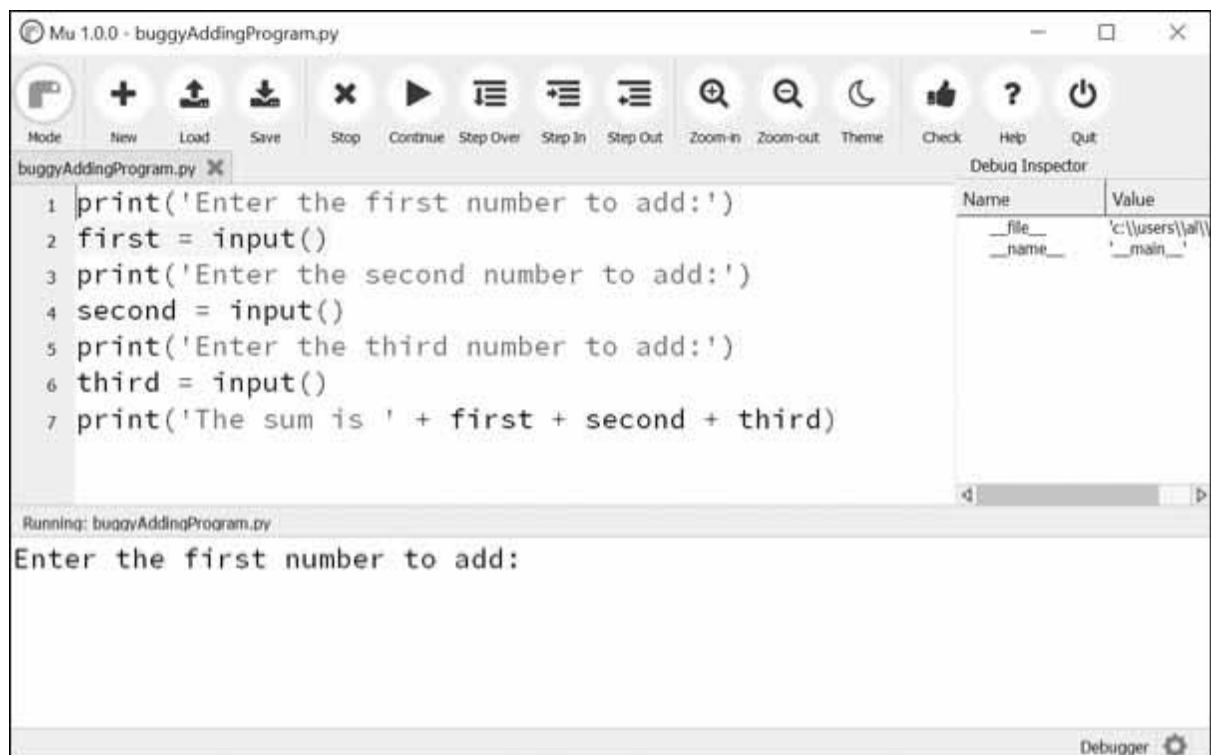 Mu 1.0.0 - buggyAddingProgram.py
Mode New Load Save Stop Continue Step Over Step In Step Out Zoom-in Zoom-out Theme Check Help Quit
buggyAddingProgram.py
Debug Inspector
Name Value
__file__ 'c:\\users\\al\\
__name__ '__main__'
1 print('Enter the first number to add:')
2 first = input()
3 print('Enter the second number to add:')
4 second = input()
5 print('Enter the third number to add:')
6 third = input()
7 print('The sum is ' + first + second + third)
Running: buggyAddingProgram.py
Enter the first number to add:
Debugger